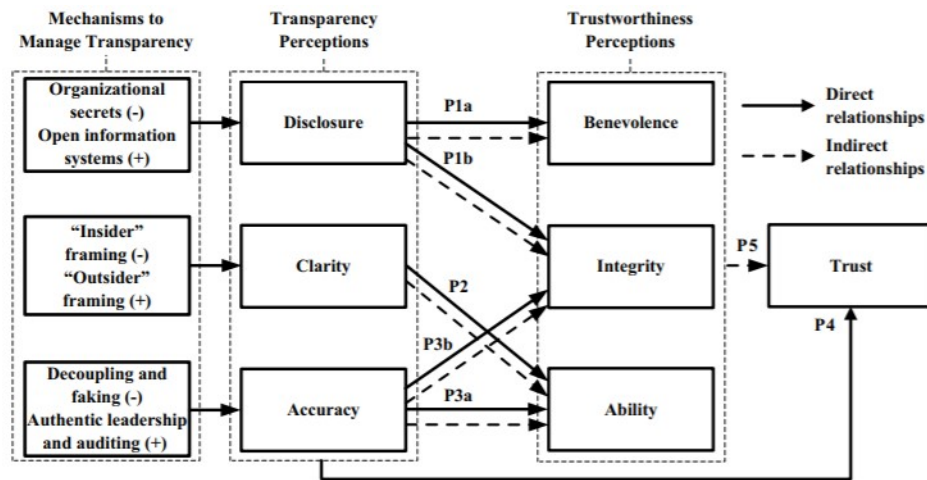 Mechanisms to
Manage Transparency
Transparency
Perceptions
Trustworthiness
Perceptions
Organizational
secrets (-)
Open information
systems (+)
Disclosure
P1a
P1b
Benevolence
Direct
relationships
Indirect
relationships
“Insider”
framing (-)
“Outsider”
framing (+)
Clarity
P2
Integrity
P5
Trust
P4
P3b
Decoupling and
faking (-)
Authentic leadership
and auditing (+)
Accuracy
P3a
Ability